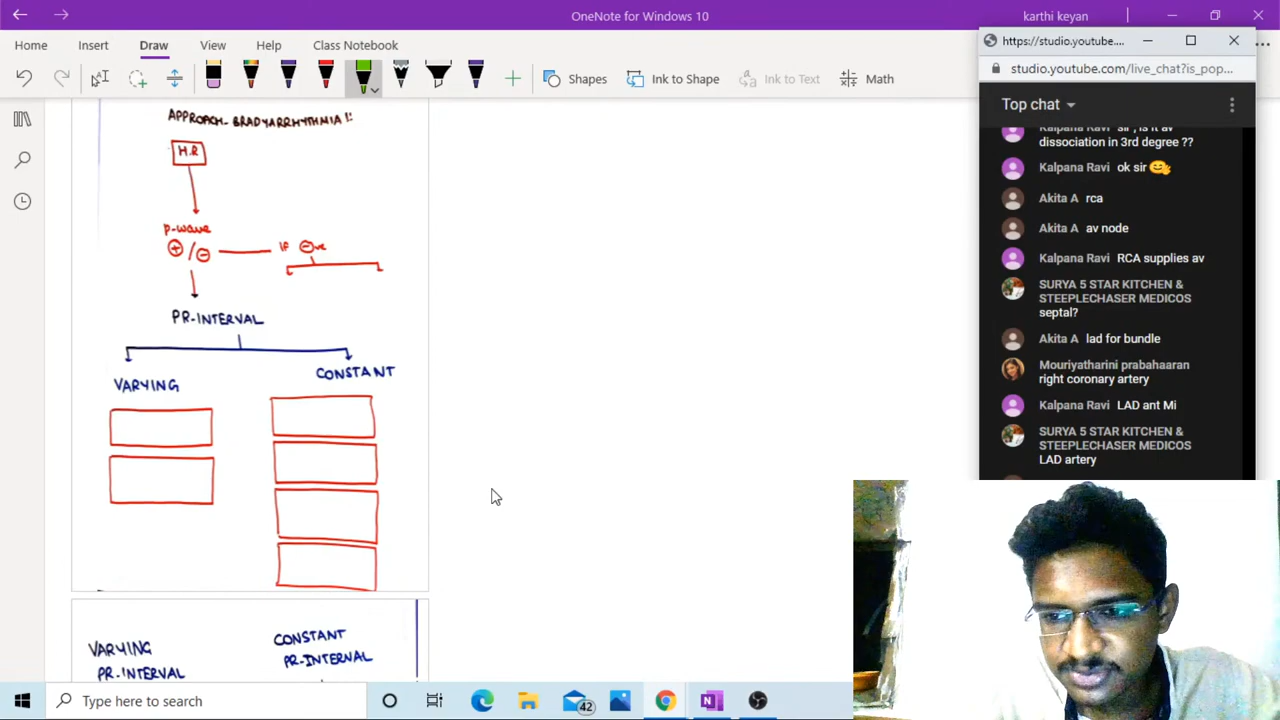 OneNote for Windows 10
karthi keyan
Home
Insert
Draw
View
Help
Class Notebook
Shapes
Ink to Shape
Ink to Text
Math
APPROACH-BRADYARRHYTHMIA!!
H.R
P-wave
+ / - If -ve
PR-INTERVAL
VARYING
CONSTANT
VARYING
PR-INTERVAL
CONSTANT
PR-INTERVAL
https://studio.youtube....
studio.youtube.com/live_chat?is_pop...
Top chat
Kalpana Ravi sir , is it av
dissociation in 3rd degree ??
Kalpana Ravi ok sir
Akita A rca
Akita A av node
Kalpana Ravi RCA supplies av
SURYA 5 STAR KITCHEN &
STEEPLECHASER MEDICOS
septal?
Akita A lad for bundle
Mouriyatharini prabahaaran
right coronary artery
Kalpana Ravi LAD ant Mi
SURYA 5 STAR KITCHEN &
STEEPLECHASER MEDICOS
LAD artery
Type here to search
42